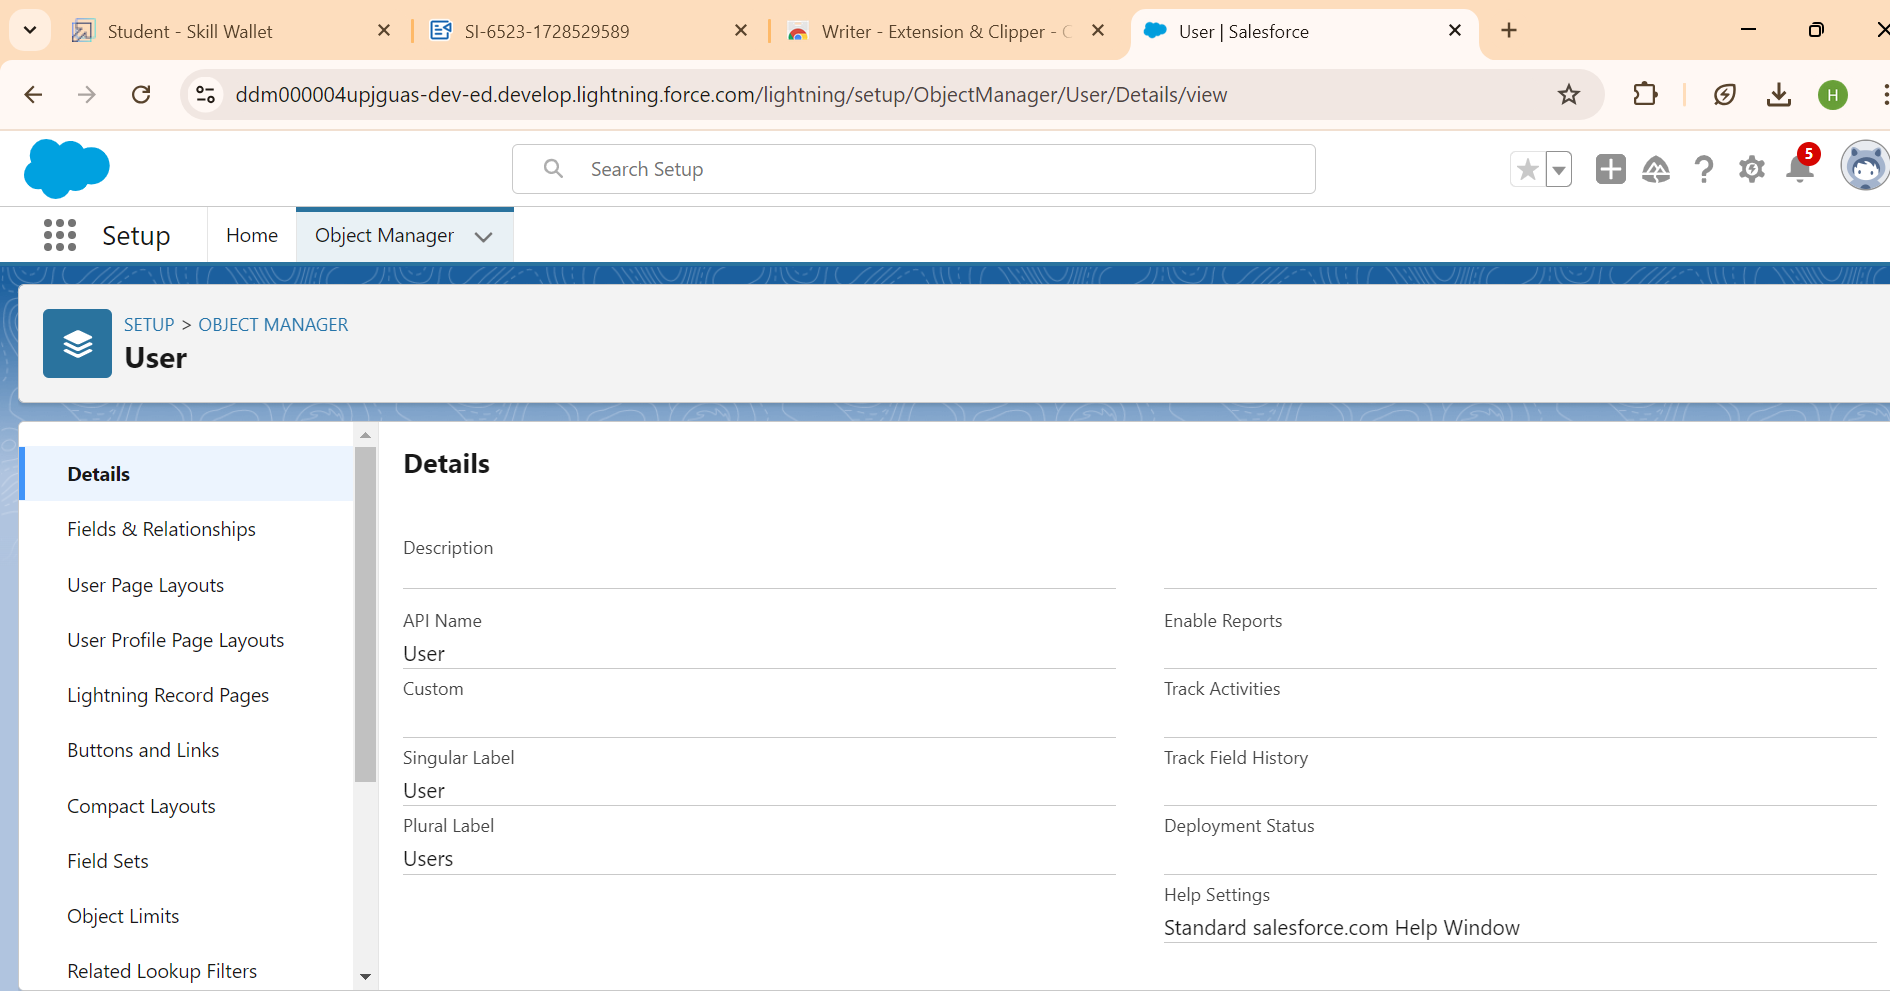 Student - Skill Wallet
SI-6523-1728529589
Writer - Extension & Clipper - C
User | Salesforce
ddm000004upjguas-dev-ed.develop.lightning.force.com/lightning/setup/ObjectManager/User/Details/view
H
Search Setup
5
Setup
Home
Object Manager
SETUP > OBJECT MANAGER
User
Details
Fields & Relationships
User Page Layouts
User Profile Page Layouts
Lightning Record Pages
Buttons and Links
Compact Layouts
Field Sets
Object Limits
Related Lookup Filters
Details
Description
API Name
User
Custom
Singular Label
User
Plural Label
Users
Enable Reports
Track Activities
Track Field History
Deployment Status
Help Settings
Standard salesforce.com Help Window